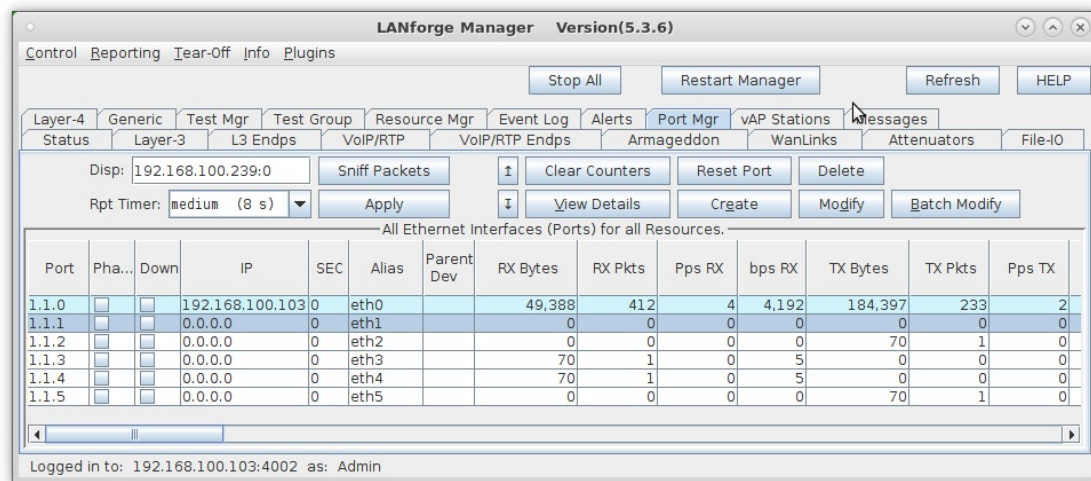 LANforge Manager    Version(5.3.6)
Control Reporting Tear-Off Info Plugins
Stop All Restart Manager Refresh HELP
Layer-4 Generic Test Mgr Test Group Resource Mgr Event Log Alerts Port Mgr vAP Stations
Status Layer-3 L3 Endps VoIP/RTP VoIP/RTP Endps Armageddon WanLinks Attenuators File-IO
Disp: 192.168.100.239:0 Sniff Packets Clear Counters Reset Port Delete
Rpt Timer: medium (8 s) Apply View Details Create Modify Batch Modify
All Ethernet Interfaces (Ports) for all Resources.
Port Pha... Down IP SEC Alias Parent Dev RX Bytes RX Pkts Pps RX bps RX TX Bytes TX Pkts Pps TX
1.1.0 192.168.100.103 0 eth0 49,388 412 4 4,192 184,397 233 2
1.1.1 0.0.0.0 0 eth1 0 0 0 0 0 0 0
1.1.2 0.0.0.0 0 eth2 0 0 0 0 70 1 0
1.1.3 0.0.0.0 0 eth3 70 1 0 5 0 0 0
1.1.4 0.0.0.0 0 eth4 70 1 0 5 0 0 0
1.1.5 0.0.0.0 0 eth5 0 0 0 0 70 1 0
Logged in to: 192.168.100.103:4002 as: Admin